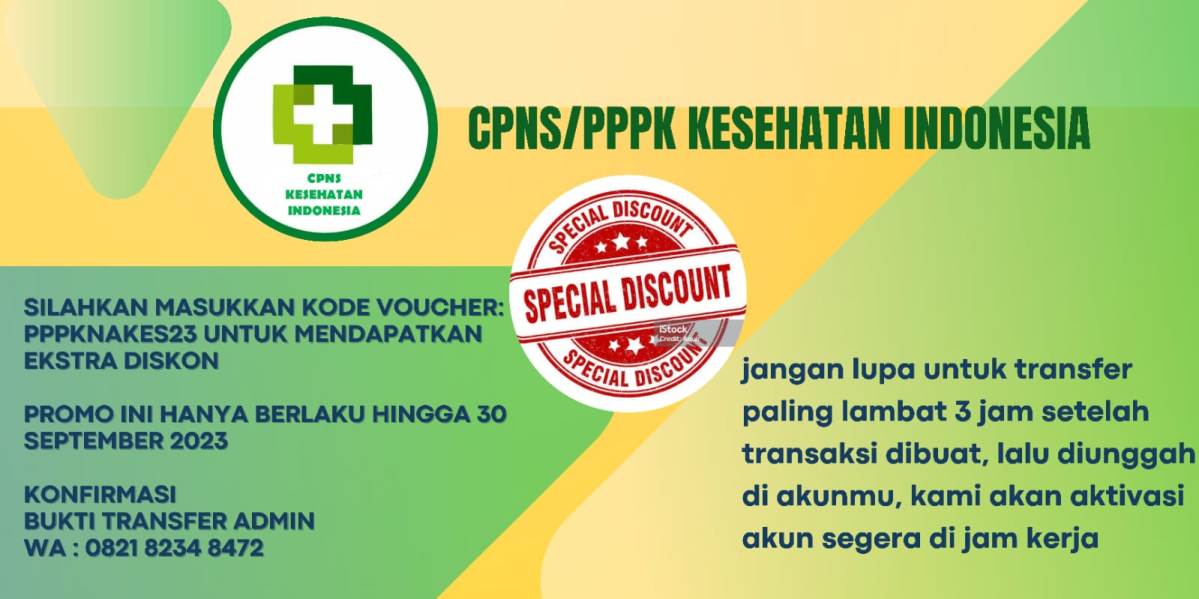 CPNS
KESEHATAN
INDONESIA
CPNS/PPPK KESEHATAN INDONESIA
SPECIAL DISCOUNT
SPECIAL DISCOUNT
SPECIAL DISCOUNT
iStock
Credit:
SILAHKAN MASUKKAN KODE VOUCHER:
PPPKNAKES23 UNTUK MENDAPATKAN
EKSTRA DISKON
PROMO INI HANYA BERLAKU HINGGA 30
SEPTEMBER 2023
KONFIRMASI
BUKTI TRANSFER ADMIN
WA : 0821 8234 8472
jangan lupa untuk transfer
paling lambat 3 jam setelah
transaksi dibuat, lalu diunggah
di akunmu, kami akan aktivasi
akun segera di jam kerja